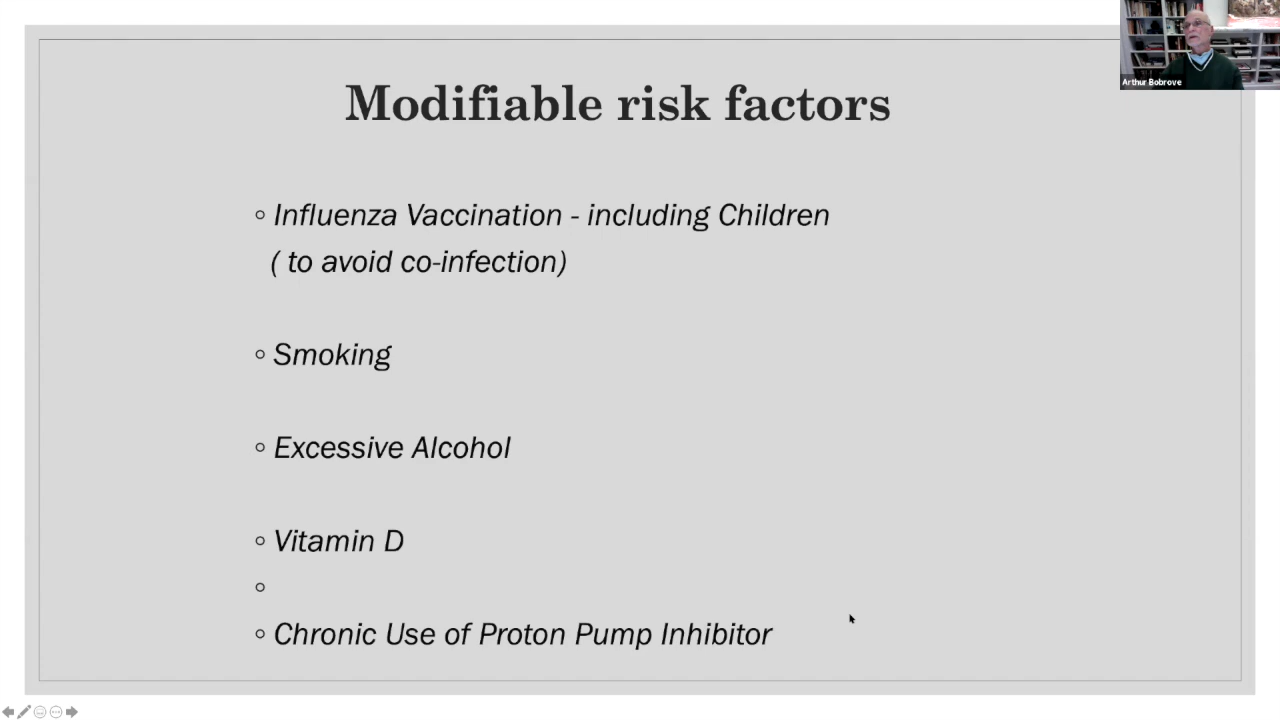 Modifiable risk factors
Arthur Bobrove
◦ Influenza Vaccination - including Children
( to avoid co-infection)
◦ Smoking
◦ Excessive Alcohol
◦ Vitamin D
◦
◦ Chronic Use of Proton Pump Inhibitor